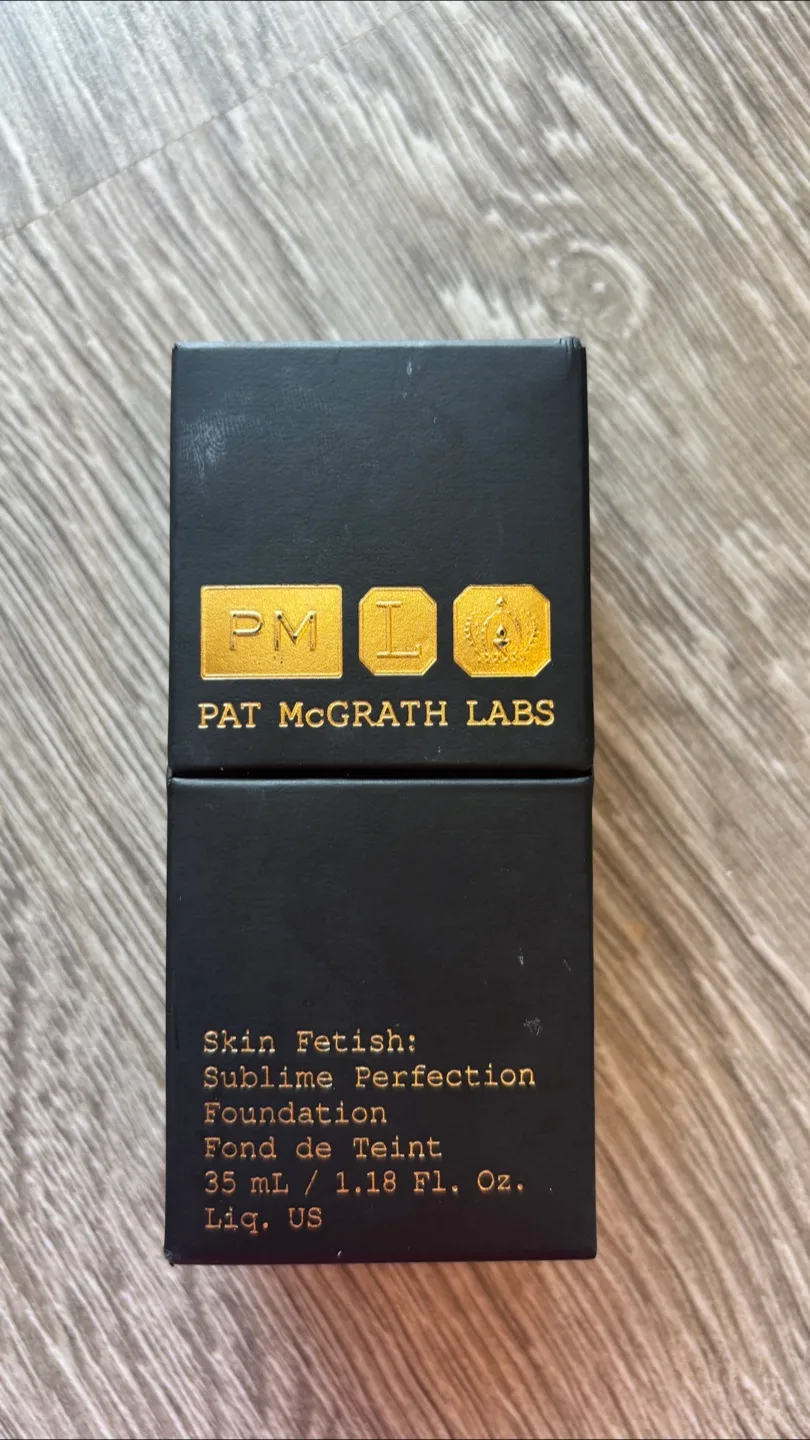 PM L
PAT McGRATH LABS
Skin Fetish:
Sublime Perfection
Foundation
Fond de Teint
35 mL / 1.18 Fl. Oz.
Liq. US